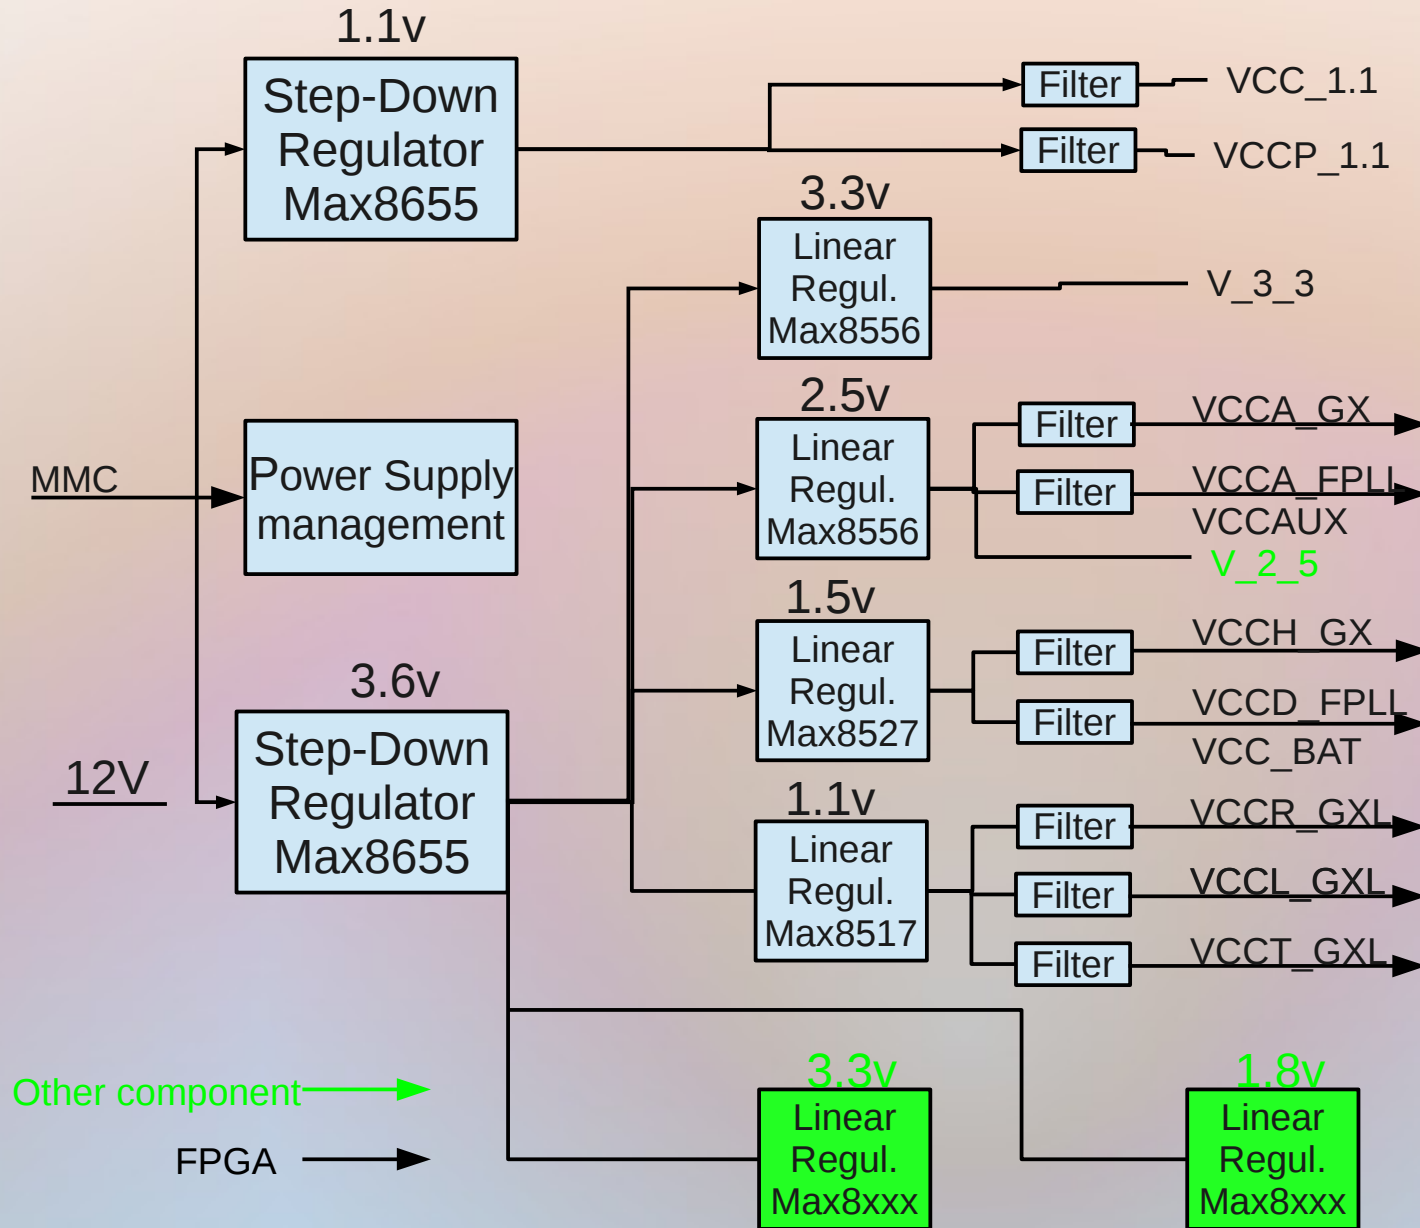 1.1v
Step-Down
Regulator
Max8655
Filter
VCC_1.1
Filter
VCCP_1.1
3.3v
Linear
Regul.
Max8556
V_3_3
2.5v
Linear
Regul.
Max8556
Filter
VCCA_GX
Filter
VCCA_FPLL
VCCAUX
V_2_5
MMC
Power Supply
management
1.5v
Linear
Regul.
Max8527
Filter
VCCH_GX
Filter
VCCD_FPLL
VCC_BAT
3.6v
Step-Down
Regulator
Max8655
12V
1.1v
Linear
Regul.
Max8517
Filter
VCCR_GXL
Filter
VCCL_GXL
Filter
VCCT_GXL
Other component
FPGA
3.3v
Linear
Regul.
Max8xxx
1.8v
Linear
Regul.
Max8xxx